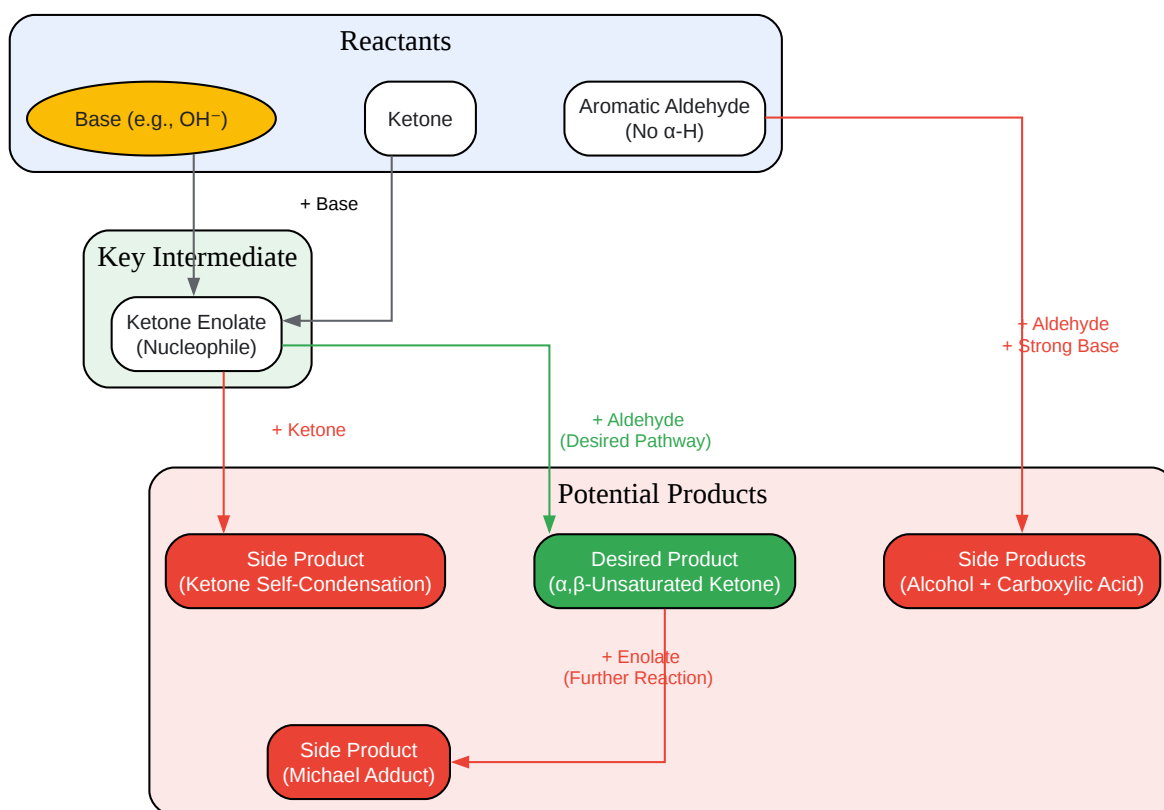 Reactants
Base (e.g., OH⁻)
Ketone
Aromatic Aldehyde
(No α-H)
+ Base
Key Intermediate
Ketone Enolate
(Nucleophile)
+ Aldehyde
+ Strong Base
+ Ketone
+ Aldehyde
(Desired Pathway)
Potential Products
Side Product
(Ketone Self-Condensation)
Desired Product
(α,β-Unsaturated Ketone)
Side Products
(Alcohol + Carboxylic Acid)
+ Enolate
(Further Reaction)
Side Product
(Michael Adduct)